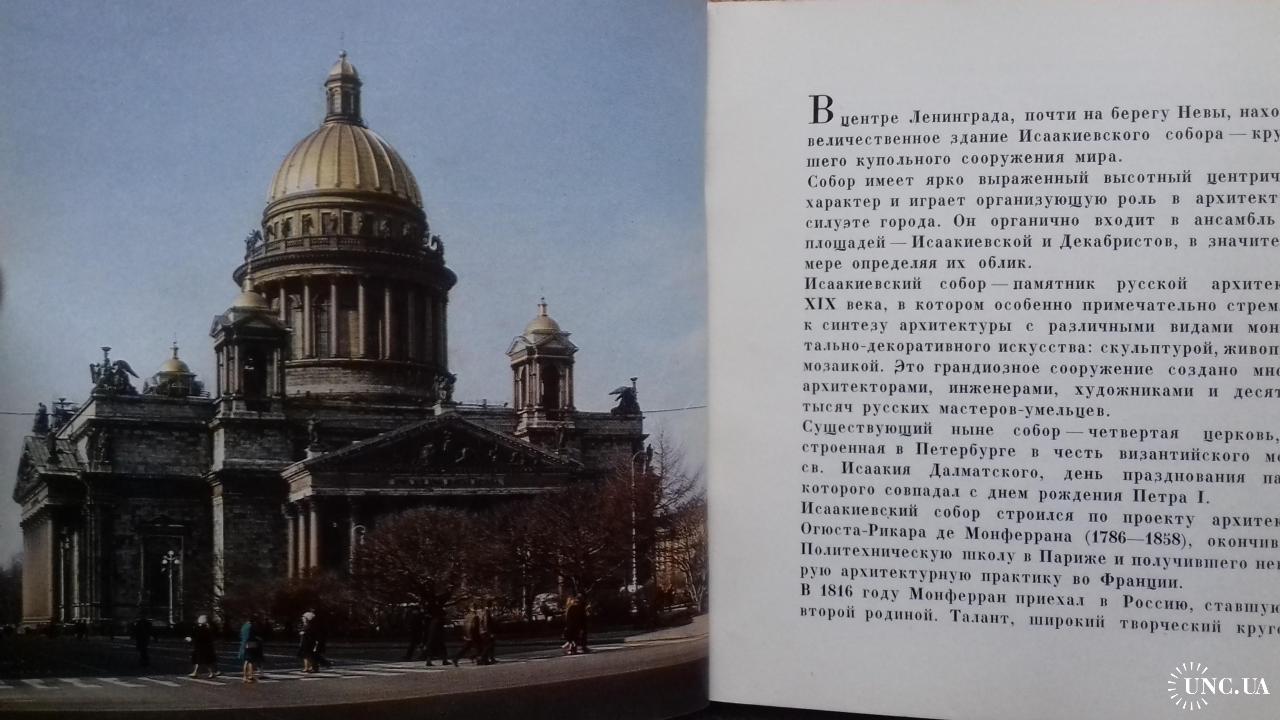 В центре Ленинграда, почти на берегу Невы, нахо
величественное здание Исаакиевского собора — кру
шего купольного сооружения мира.
Собор имеет ярко выраженный высотный центрич
характер и играет организующую роль в архитект
силуэте города. Он органично входит в ансамбль
площадей — Исаакиевской и Декабристов, в значите
мере определяя их облик.
Исаакиевский собор — памятник русской архитек
XIX века, в котором особенно примечательно стрем
к синтезу архитектуры с различными видами мон
тально-декоративного искусства: скульптурой, живоп
мозаикой. Это грандиозное сооружение создано мно
архитекторами, инженерами, художниками и десят
тысяч русских мастеров-умельцев.
Существующий ныне собор — четвертая церковь,
строенная в Петербурге в честь византийского мо
св. Исаакия Далматского, день празднования па
которого совпадал с днем рождения Петра I.
Исаакиевский собор строился по проекту архитек
Огюста-Рикара де Монферрана (1786—1858), окончив
Политехническую школу в Париже и получившего нек
рую архитектурную практику во Франции.
В 1816 году Монферран приехал в Россию, ставшую
второй родиной. Талант, широкий творческий круго
UNC.UA